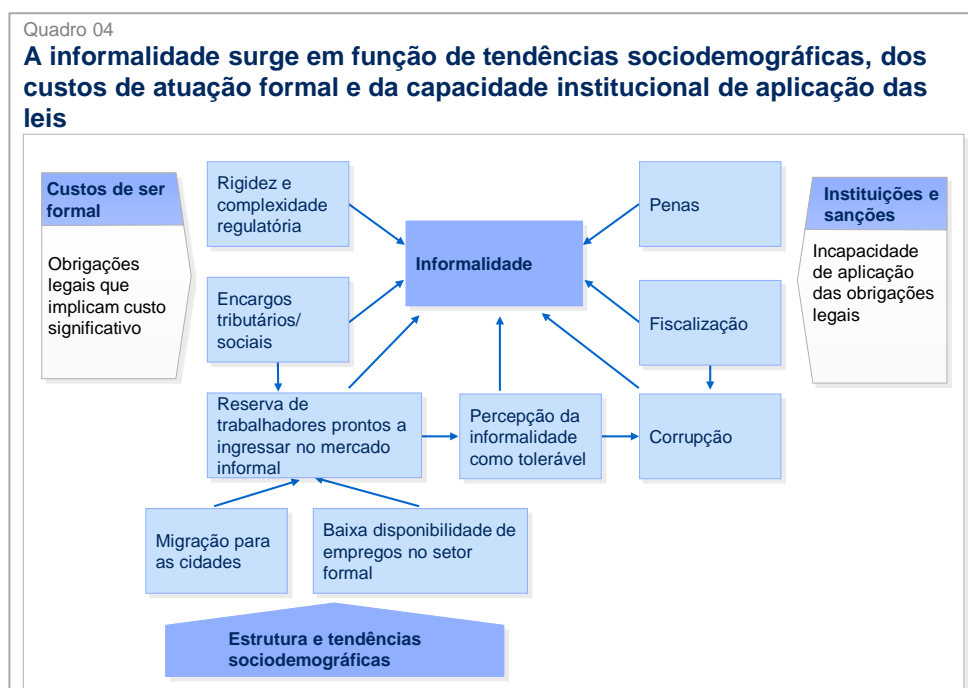 Quadro 04
A informalidade surge em função de tendências sociodemográficas, dos
custos de atuação formal e da capacidade institucional de aplicação das
leis
Custos de ser
formal
Obrigações
legais que
implicam custo
significativo
Rigidez e
complexidade
regulatória
Encargos
tributários/
sociais
Informalidade
Penas
Fiscalização
Instituições e
sanções
Incapacidade
de aplicação
das obrigações
legais
Reserva de
trabalhadores prontos a
ingressar no mercado
informal
Percepção da
informalidade
como tolerável
Corrupção
Migração para
as cidades
Baixa disponibilidade de
empregos no setor
formal
Estrutura e tendências
sociodemográficas